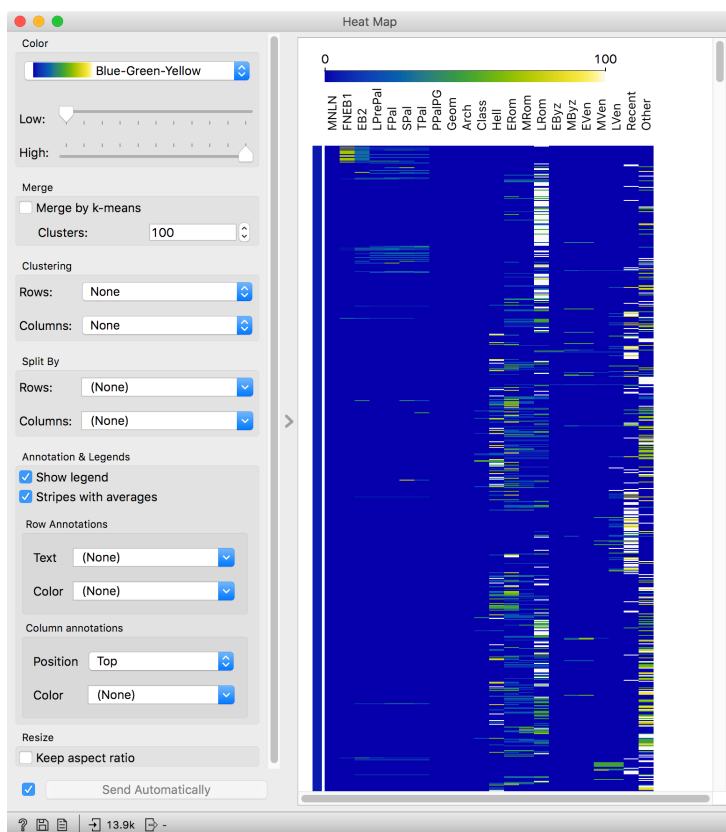 Heat Map
Color
Blue-Green-Yellow
Low:
High:
Merge
Merge by k-means
Clusters: 100
Clustering
Rows: None
Columns: None
Split By
Rows: (None)
Columns: (None)
Annotation & Legends
Show legend
Stripes with averages
Row Annotations
Text (None)
Color (None)
Column annotations
Position Top
Color (None)
Resize
Keep aspect ratio
Send Automatically
? 13.9k -
0 100
MNLN
FNEB1
EB2
LPrePal
FPal
SPal
TPal
PPalPG
Geom
Arch
Class
Hell
ERom
MRom
LRom
EByz
MByz
EVen
MVen
LVen
Recent
Other